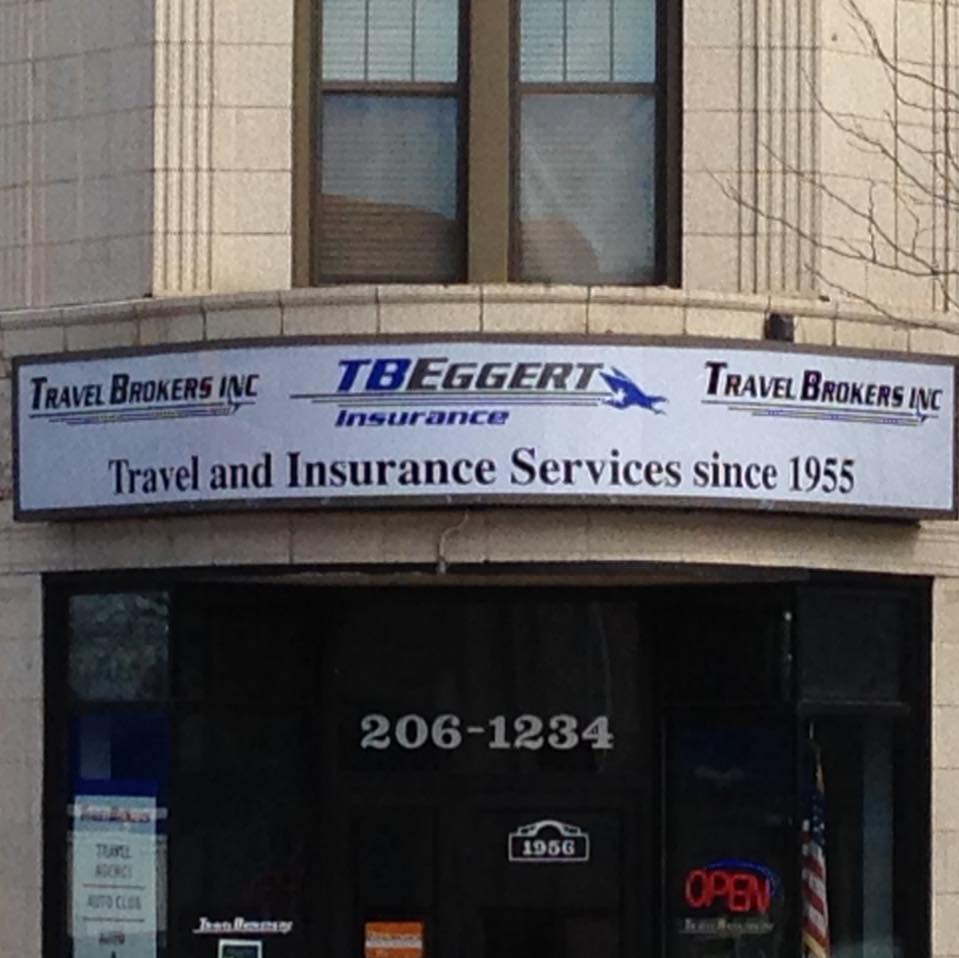 TRAVEL BROKERS INC
TBEGGERT
Insurance
TRAVEL BROKERS INC
Travel and Insurance Services since 1955
206-1234
1956
OPEN
TRAVEL
AGENCY
AUTO CLUB
AUTO